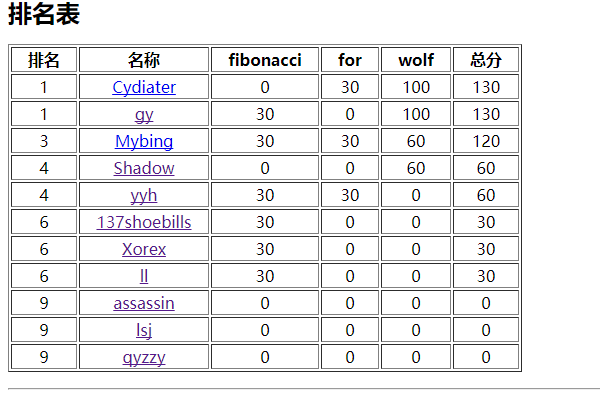 排名表
排名 名称 fibonacci for wolf 总分
1 Cydiater 0 30 100 130
1 gy 30 0 100 130
3 Mybing 30 30 60 120
4 Shadow 0 0 60 60
4 yyh 30 30 0 60
6 137shoebills 30 0 0 30
6 Xorex 30 0 0 30
6 ll 30 0 0 30
9 assassin 0 0 0 0
9 lsj 0 0 0 0
9 qyzzy 0 0 0 0